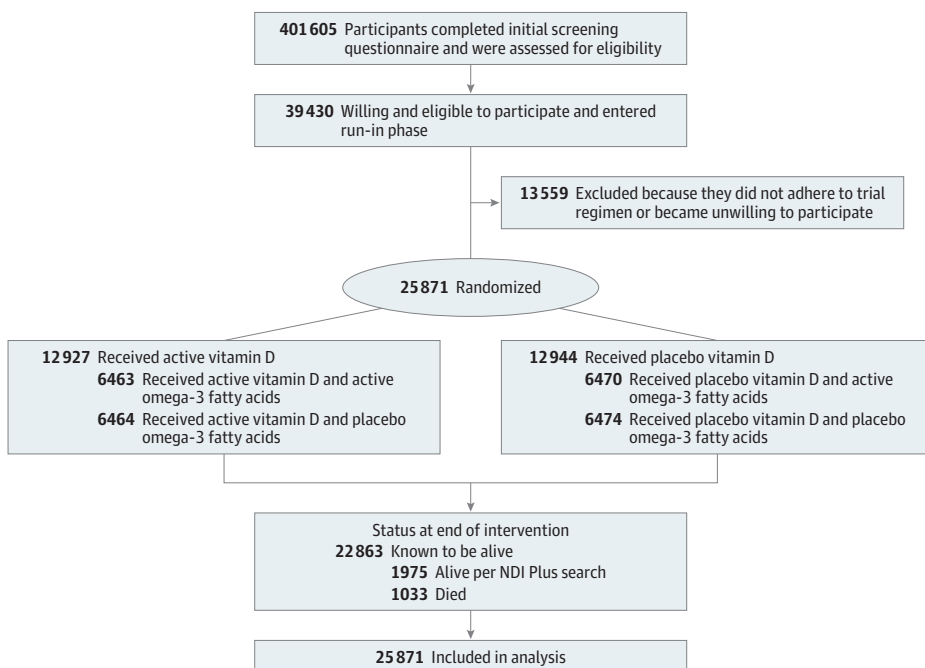 401605 Participants completed initial screening
questionnaire and were assessed for eligibility
39430 Willing and eligible to participate and entered
run-in phase
13559 Excluded because they did not adhere to trial
regimen or became unwilling to participate
25871 Randomized
12927 Received active vitamin D
6463 Received active vitamin D and active
omega-3 fatty acids
6464 Received active vitamin D and placebo
omega-3 fatty acids
12944 Received placebo vitamin D
6470 Received placebo vitamin D and active
omega-3 fatty acids
6474 Received placebo vitamin D and placebo
omega-3 fatty acids
Status at end of intervention
22863 Known to be alive
1975 Alive per NDI Plus search
1033 Died
25871 Included in analysis